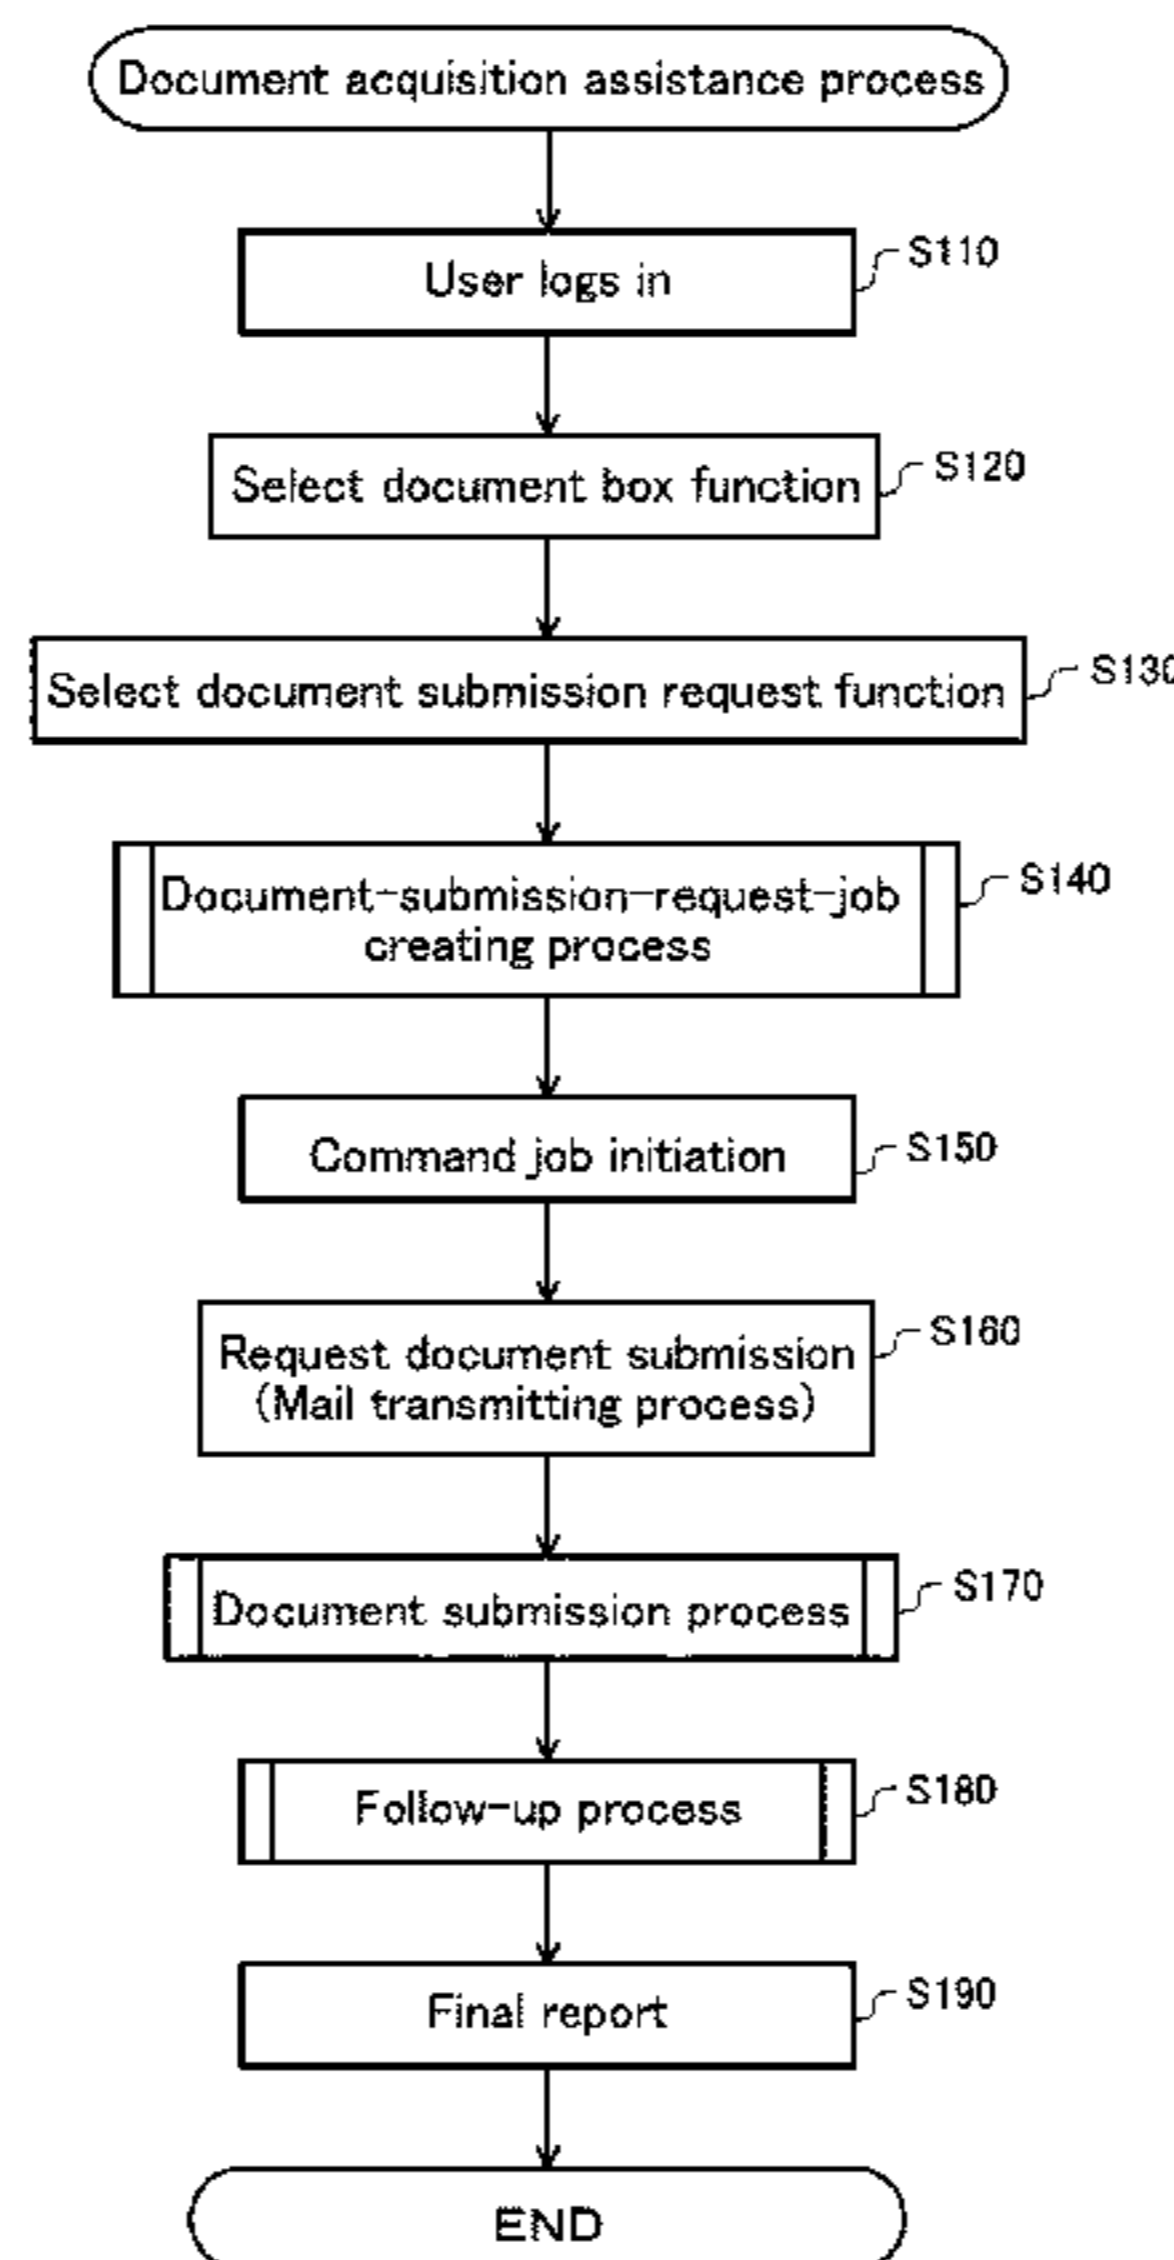 Document acquisition assistance process
User logs in
S110
Select document box function
S120
Select document submission request function
S130
Document-submission-request-job
creating process
S140
Command job initiation
S150
Request document submission
(Mail transmitting process)
S160
Document submission process
S170
Follow-up process
S180
Final report
S190
END